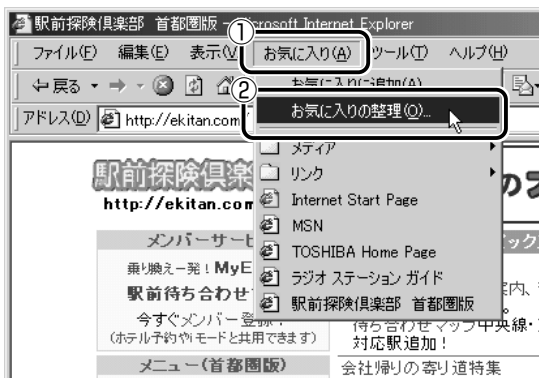 駅前探険倶楽部 首都圏版 - Microsoft Internet Explorer
①
ファイル(F) 編集(E) 表示(V) お気に入り(A) ツール(T) ヘルプ(H)
戻る お気に入りに追加(A)
②
お気に入りの整理(O)...
アドレス(D) http://ekitan.com/
メディア
リンク
Internet Start Page
MSN
TOSHIBA Home Page
ラジオ ステーション ガイド
駅前探険倶楽部 首都圏版
駅前探険倶楽
http://ekitan.com
メンバーサー
乗り換え一発!MyE
駅前待ち合わせ
今すぐメンバー登録!
(ホテル予約やiモードと共用できます)
待ち合わせマップ中央線・
対応駅追加!
メニュー(首都圏版)
会社帰りの寄り道特集